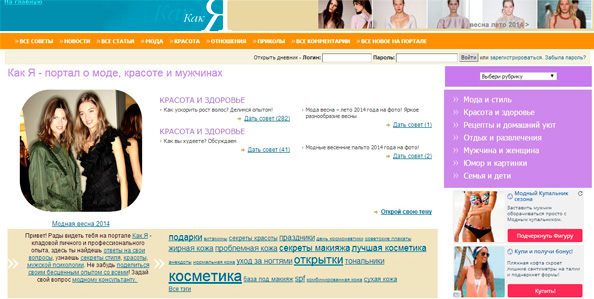 На главную
Как Я
весна лето 2014 >
» ВСЕ СОВЕТЫ » НОВОСТИ » ВСЕ СТАТЬИ » МОДА » КРАСОТА » ОТНОШЕНИЯ » ПРИКОЛЫ » ВСЕ КОММЕНТАРИИ » ВСЕ НОВОЕ НА ПОРТАЛЕ
Открыть дневник - Логин: Пароль: Войти или зарегистрироваться. Забыла пароль?
Как Я - портал о моде, красоте и мужчинах
КРАСОТА И ЗДОРОВЬЕ
- Как ускорить рост волос? Делимся опытом!
Дать совет (282)
КРАСОТА И ЗДОРОВЬЕ
- Как вы худеете? Обсуждаем
Дать совет (41)
- Мода весна – лето 2014 года на фото! Яркое
разнообразие весны
Дать совет (1)
- Модные весенние пальто 2014 года на фото!
Дать совет (2)
Открой свою тему
Модная весна 2014
Привет! Рады видеть тебя на портале Как Я -
кладовой личного и профессионального
опыта, здесь ты найдешь ответы на свои
вопросы, узнаешь секреты стиля, красоты,
мужской психологии. Не забудь поделиться
своим бесценным опытом со всеми! Задай
свой вопрос модному консультанту.
подарки витамины секреты красоты праздники день космонавтики советские плакаты
жирная кожа проблемная кожа секреты макияжа лучшая косметика
анекдоты нормальная кожа уход за ногтями открытки тональники
косметика база под макияж spf комбинированная кожа сухая кожа
Все тэги
Выбери рубрику
Мода и стиль
Красота и здоровье
Рецепты и домашний уют
Отдых и развлечения
Мужчина и женщина
Юмор и картинки
Семья и дети
Модный Купальник
сезона
Заставить мужчин
оборачиваться просто с
Модным купальником.
Подчеркнуть Фигуру
Купи и получи бонус!
Пляжная кофта скроет
лишние сантиметры на талии
и подчеркнет изгибы!